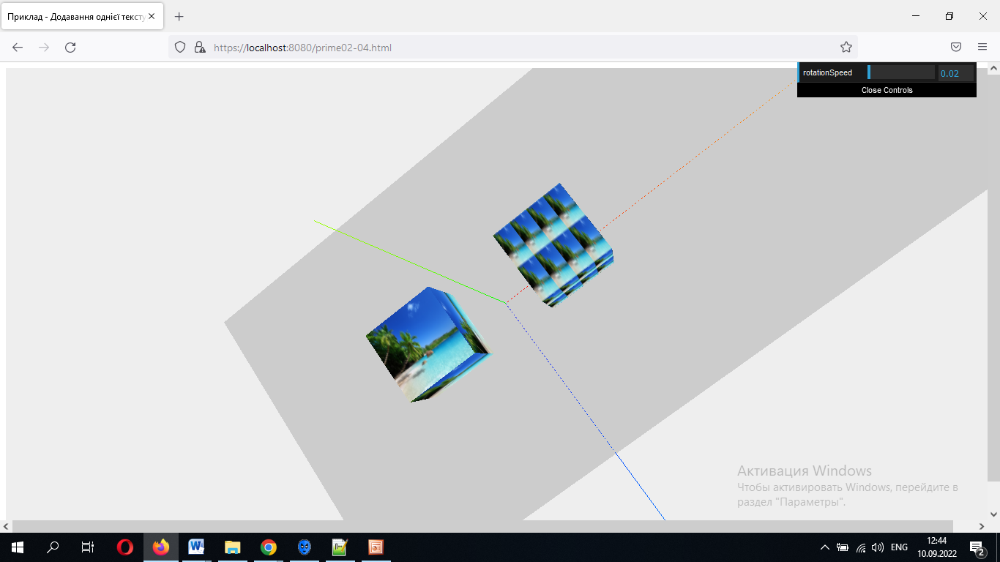 Приклад - Додавання однієї тексту
https://localhost:8080/prime02-04.html
rotationSpeed
0.02
Close Controls
Активация Windows
Чтобы активировать Windows, перейдите в
раздел "Параметры".
ENG
12:44
10.09.2022
2